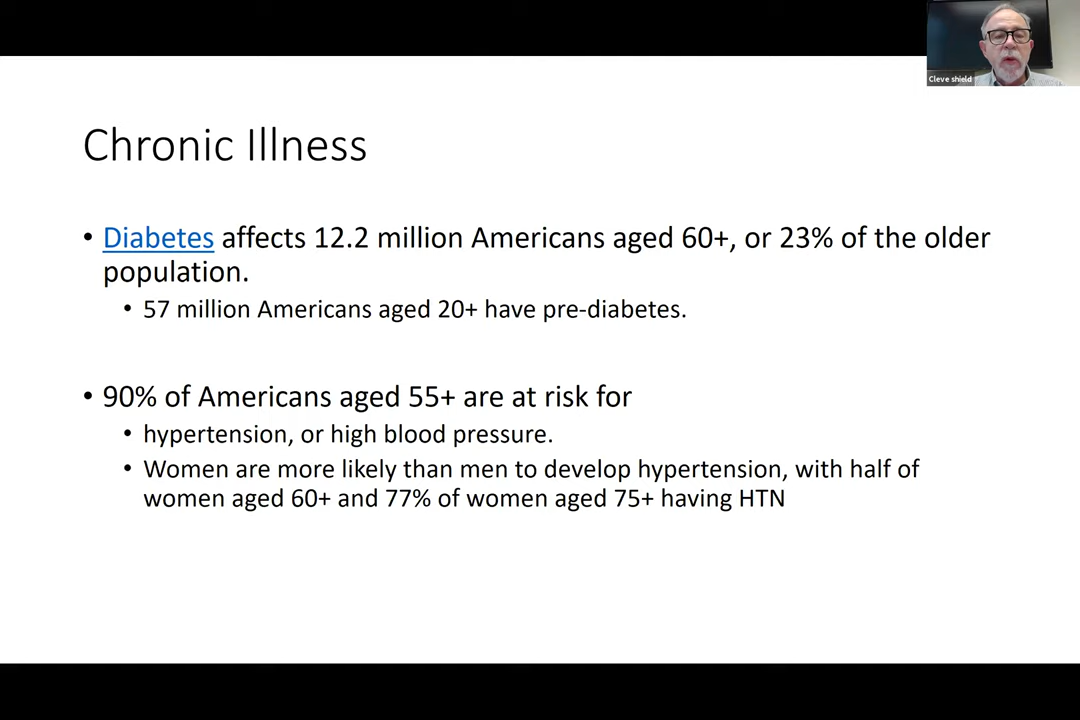 Cleve shield
Chronic Illness
• Diabetes affects 12.2 million Americans aged 60+, or 23% of the older
population.
• 57 million Americans aged 20+ have pre-diabetes.
• 90% of Americans aged 55+ are at risk for
• hypertension, or high blood pressure.
• Women are more likely than men to develop hypertension, with half of
women aged 60+ and 77% of women aged 75+ having HTN